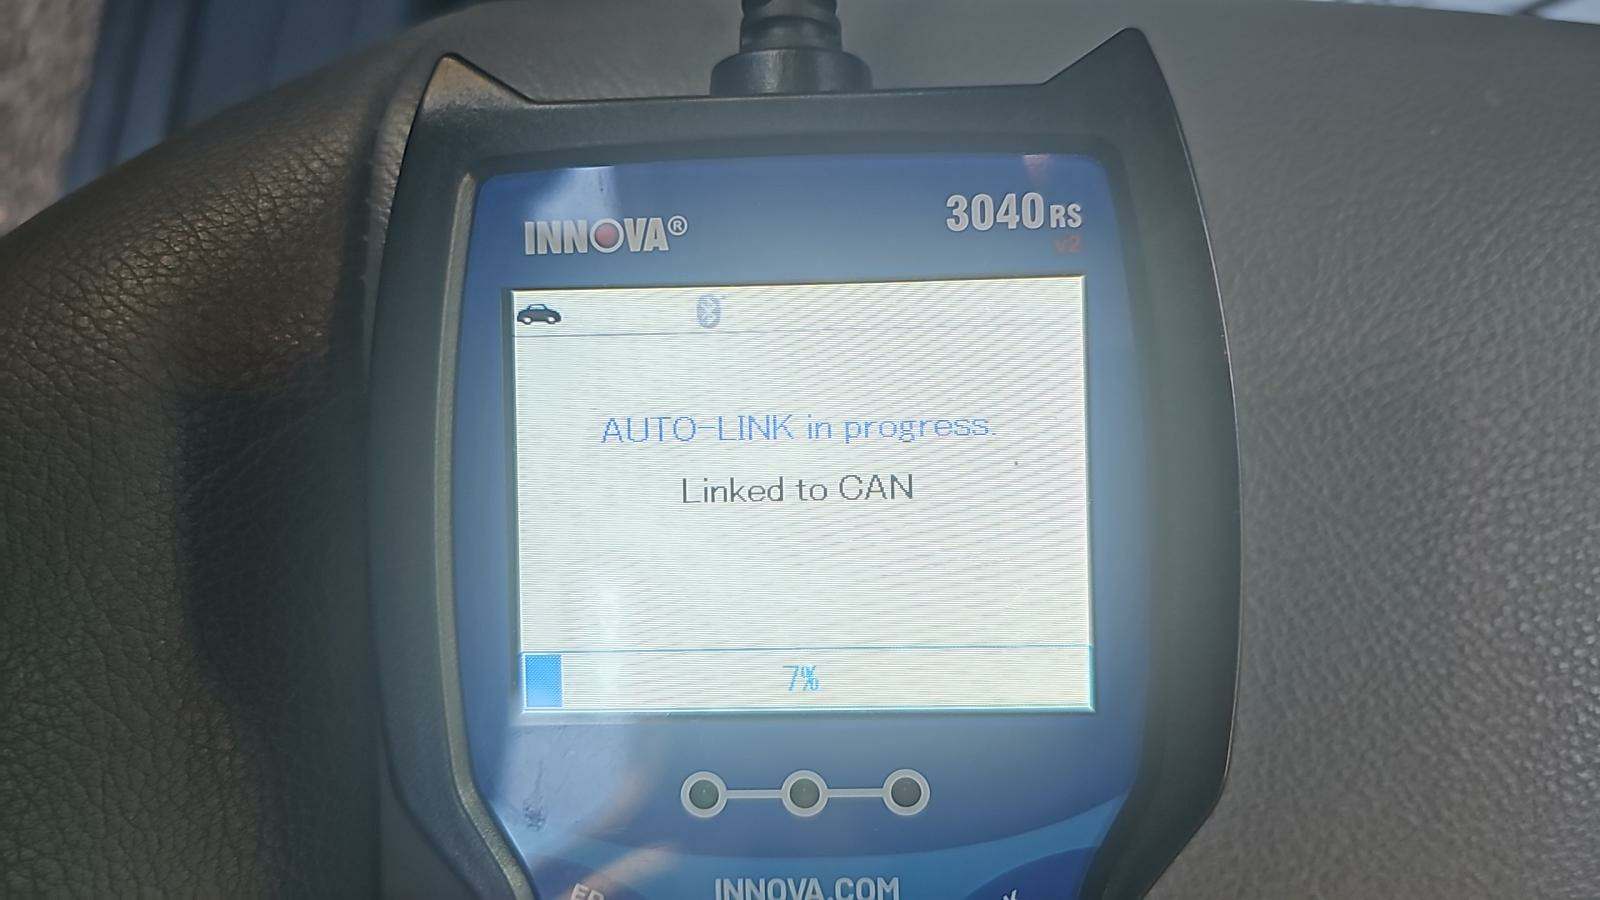 INNOVA®
3040RS
v2
AUTO-LINK in progress.
Linked to CAN
7%
INNOVA.COM